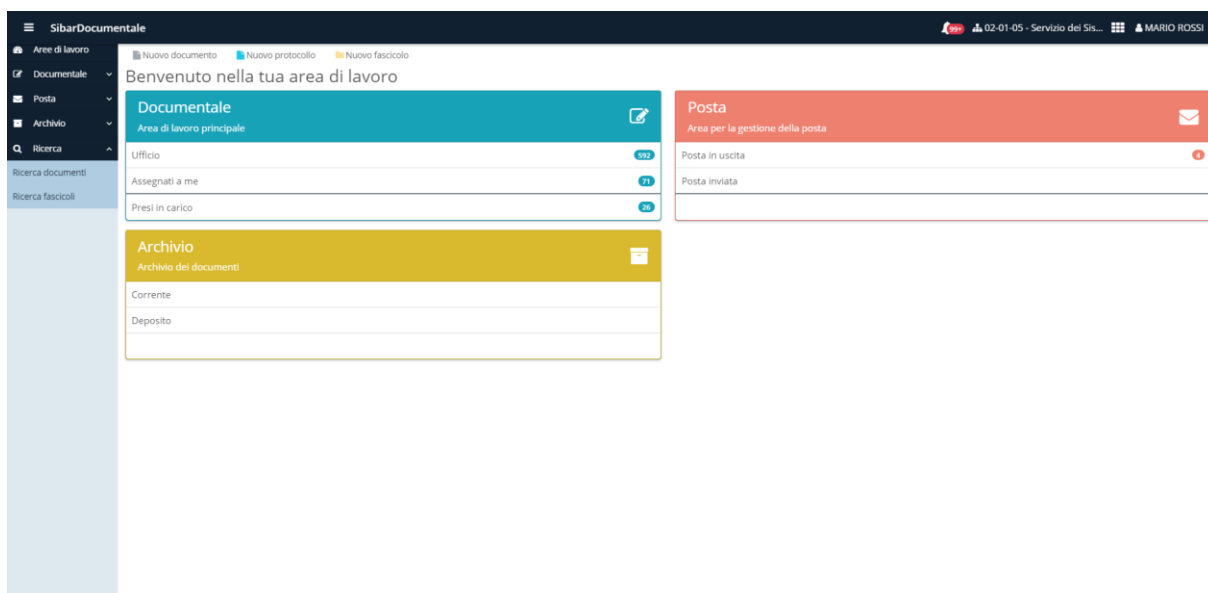 SibarDocumentale
99+ 02-01-05 - Servizio dei Sis... MARIO ROSSI
Aree di lavoro
Documentale
Posta
Archivio
Ricerca
Ricerca documenti
Ricerca fascicoli
Nuovo documento Nuovo protocollo Nuovo fascicolo
Benvenuto nella tua area di lavoro
Documentale
Area di lavoro principale
Ufficio 592
Assegnati a me 71
Presi in carico 26
Posta
Area per la gestione della posta
Posta in uscita 4
Posta inviata
Archivio
Archivio dei documenti
Corrente
Deposito